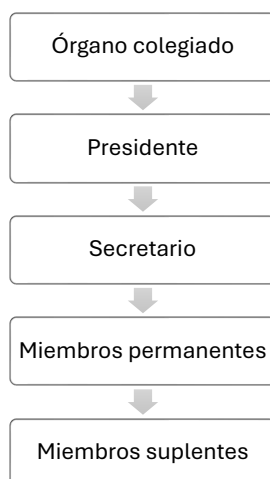 Órgano colegiado
Presidente
Secretario
Miembros permanentes
Miembros suplentes